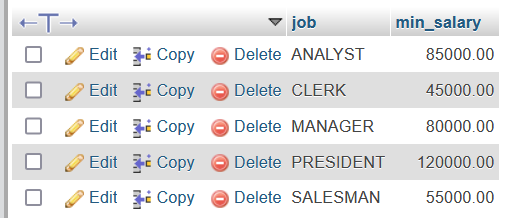 job min_salary
Edit Copy Delete ANALYST 85000.00
Edit Copy Delete CLERK 45000.00
Edit Copy Delete MANAGER 80000.00
Edit Copy Delete PRESIDENT 120000.00
Edit Copy Delete SALESMAN 55000.00